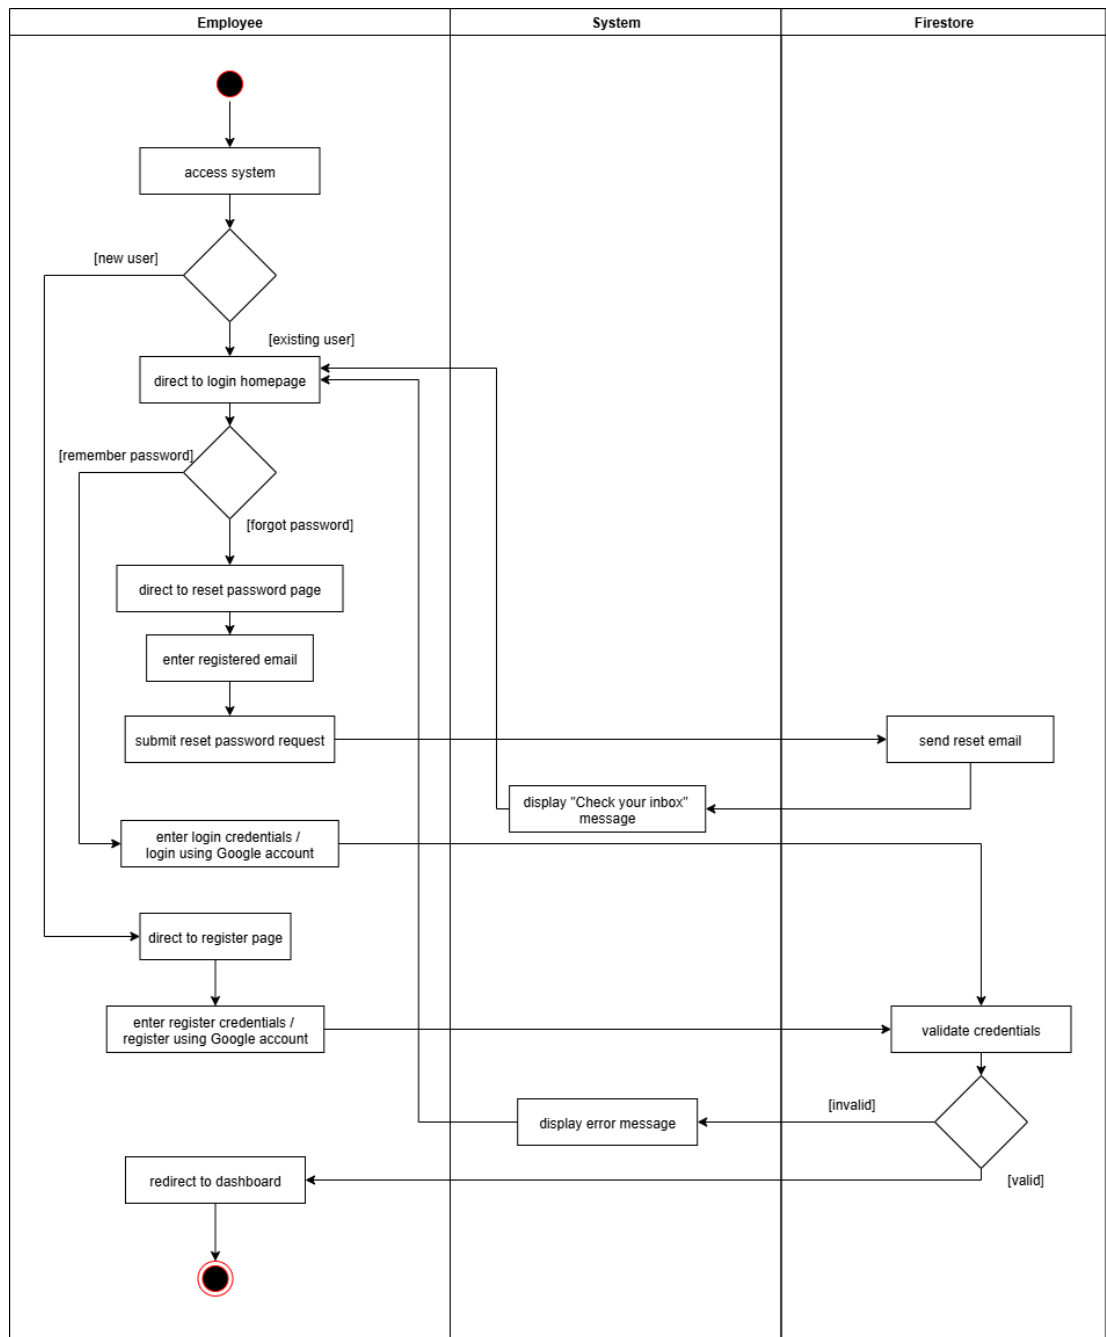 Employee
System
Firestore
access system
[new user]
[existing user]
direct to login homepage
[remember password]
[forgot password]
direct to reset password page
enter registered email
submit reset password request
send reset email
display "Check your inbox"
message
enter login credentials /
login using Google account
direct to register page
enter register credentials /
register using Google account
validate credentials
[invalid]
display error message
redirect to dashboard
[valid]